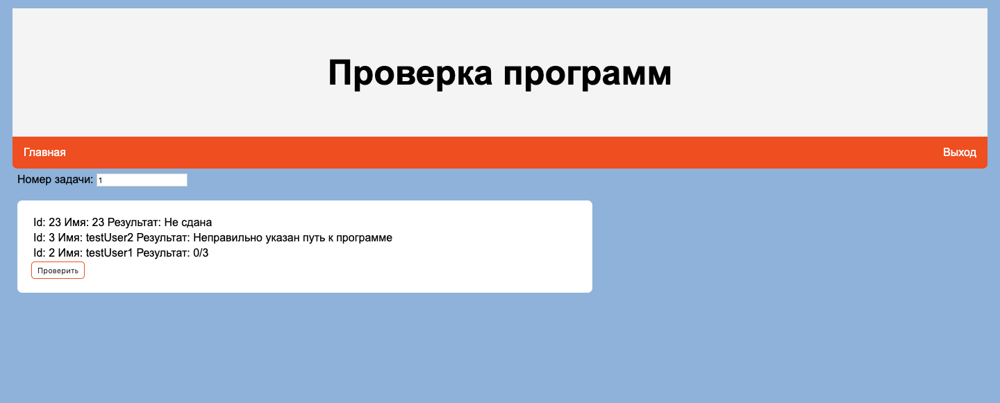 Проверка программ
Главная Выход
Номер задачи: 1
Id: 23 Имя: 23 Результат: Не сдана
Id: 3 Имя: testUser2 Результат: Неправильно указан путь к программе
Id: 2 Имя: testUser1 Результат: 0/3
Проверить